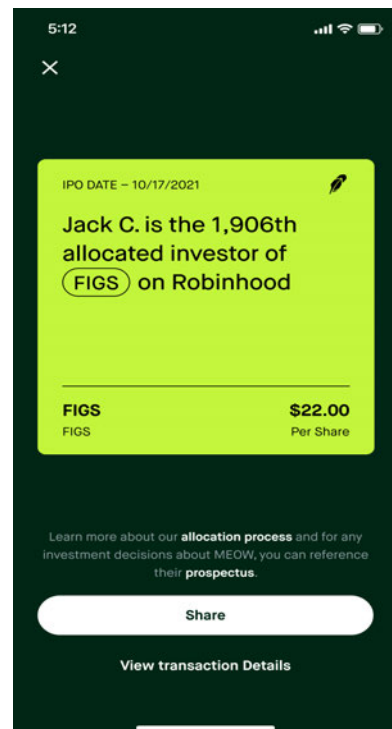 5:12
IPO DATE – 10/17/2021
Jack C. is the 1,906th
allocated investor of
FIGS on Robinhood
FIGS $22.00
FIGS Per Share
Learn more about our allocation process and for any
investment decisions about MEOW, you can reference
their prospectus.
Share
View transaction Details